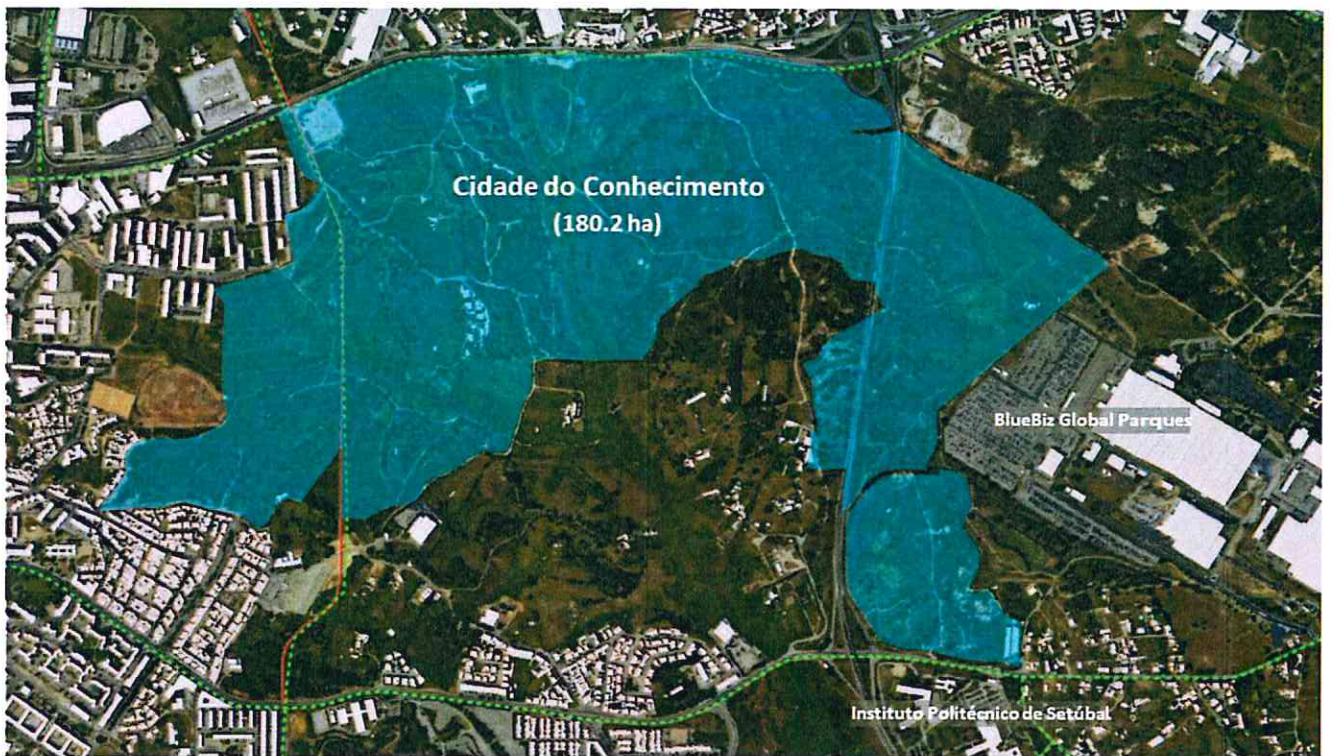 Cidade do Conhecimento
(180.2 ha)
BlueBiz Global Parques
Instituto Politécnico de Setúbal